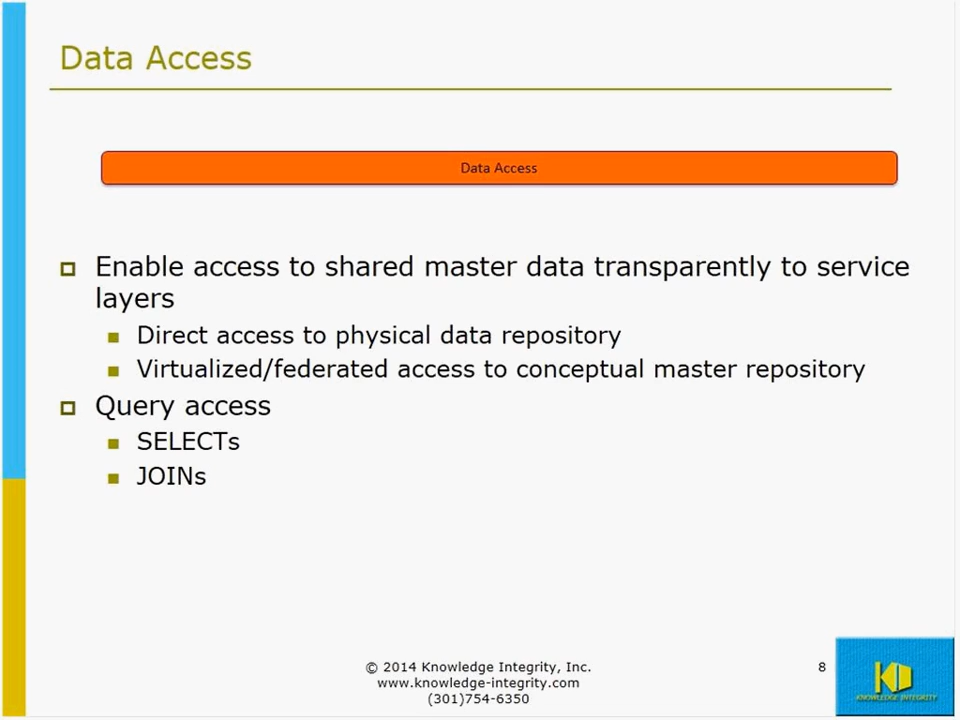 Data Access
Data Access
Enable access to shared master data transparently to service
layers
Direct access to physical data repository
Virtualized/federated access to conceptual master repository
Query access
SELECTs
JOINs
© 2014 Knowledge Integrity, Inc.
www.knowledge-integrity.com
(301)754-6350
8
KNOWLEDGE INTEGRITY